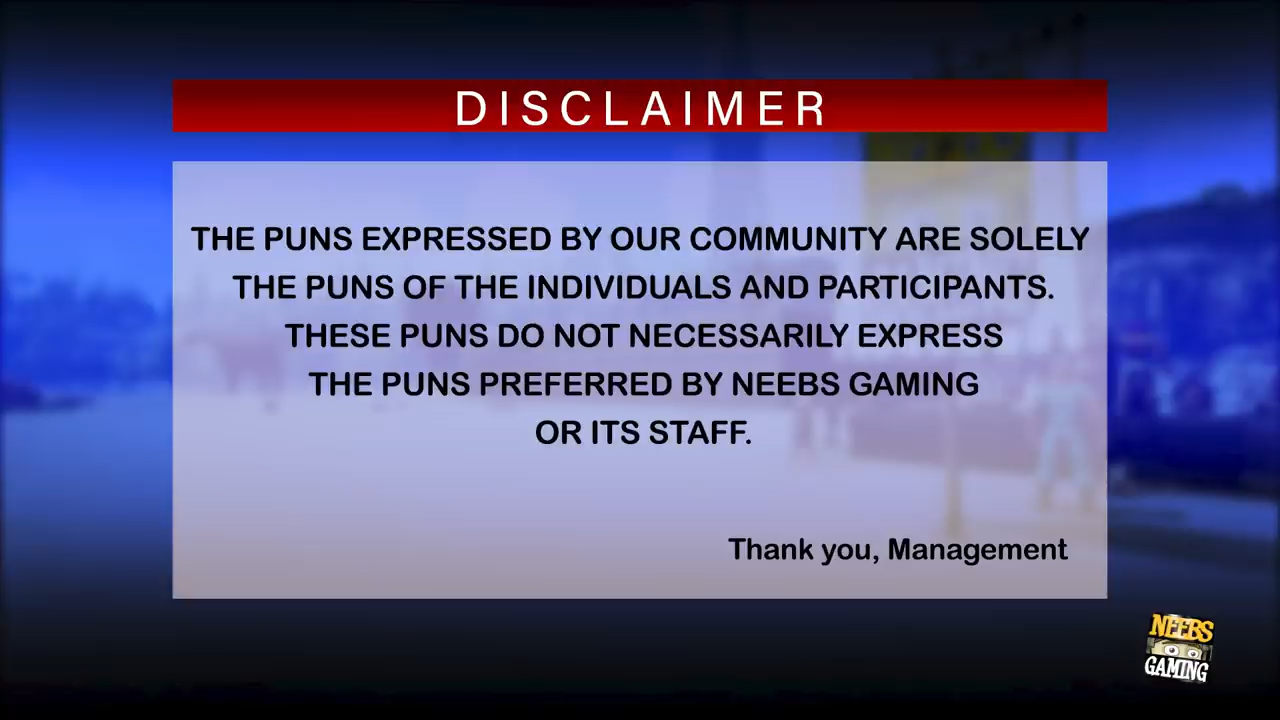 DISCLAIMER
THE PUNS EXPRESSED BY OUR COMMUNITY ARE SOLELY
THE PUNS OF THE INDIVIDUALS AND PARTICIPANTS.
THESE PUNS DO NOT NECESSARILY EXPRESS
THE PUNS PREFERRED BY NEEBS GAMING
OR ITS STAFF.
Thank you, Management
NEEBS
GAMING